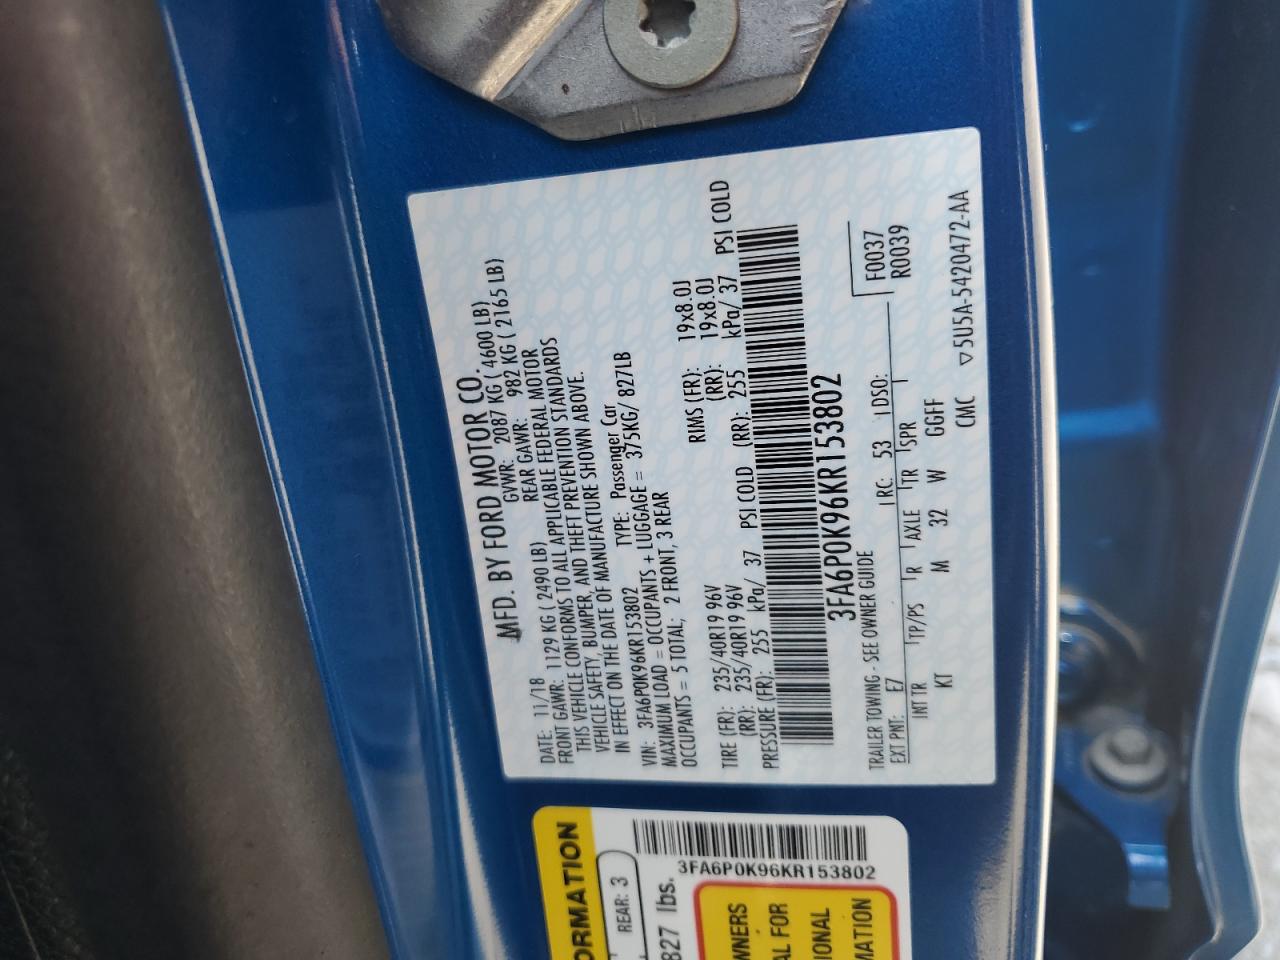 MFD. BY FORD MOTOR CO.
DATE: 11/18 GVWR: 2087 KG ( 4600 LB)
FRONT GAWR: 1129 KG ( 2490 LB) REAR GAWR: 982 KG ( 2165 LB)
THIS VEHICLE CONFORMS TO ALL APPLICABLE FEDERAL MOTOR
VEHICLE SAFETY, BUMPER, AND THEFT PREVENTION STANDARDS
IN EFFECT ON THE DATE OF MANUFACTURE SHOWN ABOVE.
VIN: 3FA6P0K96KR153802 TYPE: Passenger Car
MAXIMUM LOAD = OCCUPANTS + LUGGAGE = 375KG/ 827LB
OCCUPANTS = 5 TOTAL; 2 FRONT, 3 REAR
TIRE (FR): 235/40R19 96V RIMS (FR): 19x8.0J
(RR): 235/40R19 96V (RR): 19x8.0J
PRESSURE (FR): 255 kPa/ 37 PSI COLD (RR): 255 kPa/ 37 PSI COLD
3FA6P0K96KR153802
TRAILER TOWING - SEE OWNER GUIDE
F0037
R0039
EXT PNT: E7 RC: 53 DSO:
INT TR TP/PS R AXLE TR SPR
KT M 32 W GGFF
CMC ▽5U5A-5420472-AA
ORMATION
REAR: 3
827 lbs.
3FA6P0K96KR153802
WNERS
AL FOR
IONAL
MATION